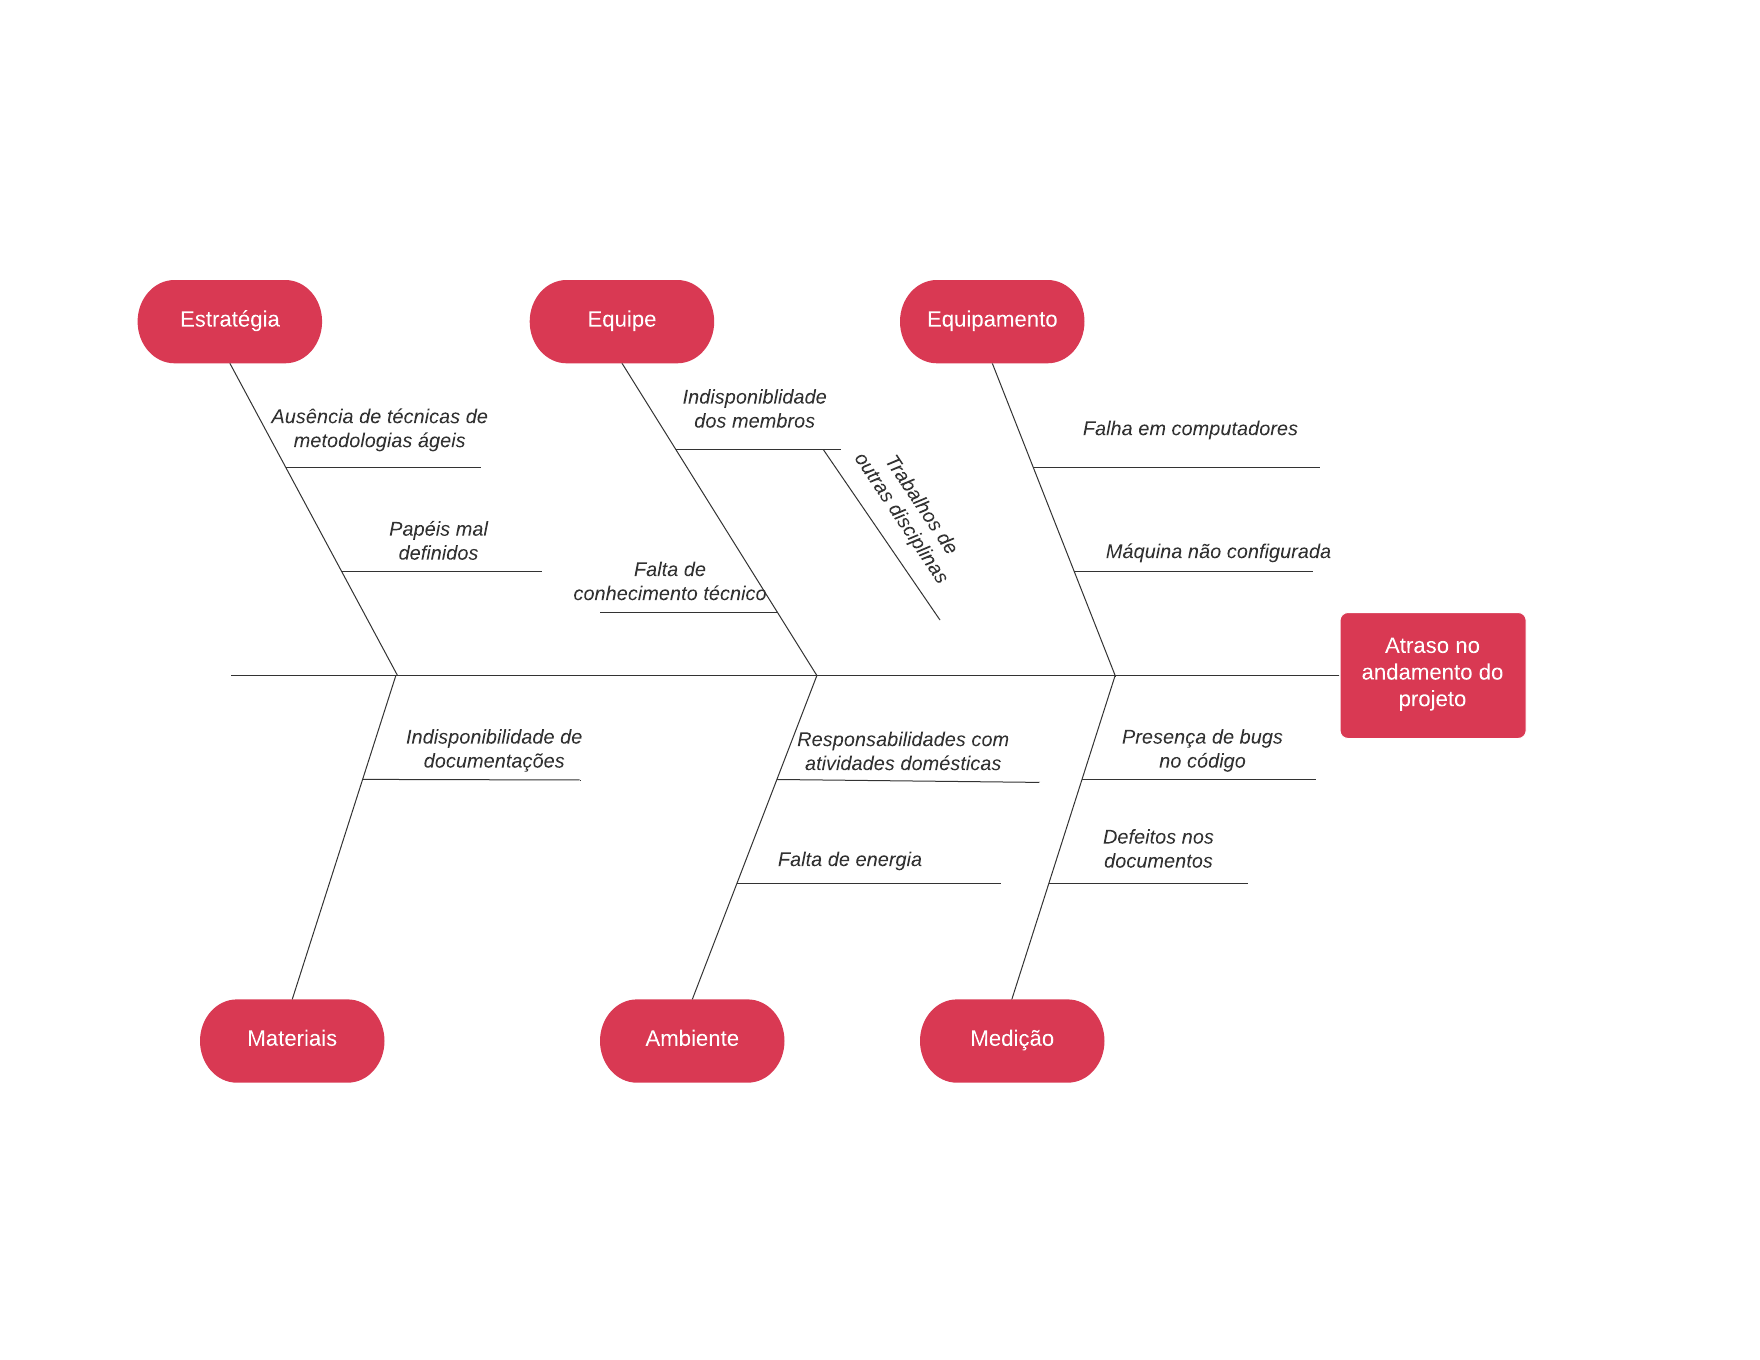 Estratégia
Equipe
Equipamento
Ausência de técnicas de
metodologias ágeis
Indisponiblidade
dos membros
Falha em computadores
Trabalhos de
outras disciplinas
Papéis mal
definidos
Falta de
conhecimento técnico
Máquina não configurada
Atraso no
andamento do
projeto
Indisponibilidade de
documentações
Responsabilidades com
atividades domésticas
Presença de bugs
no código
Falta de energia
Defeitos nos
documentos
Materiais
Ambiente
Medição